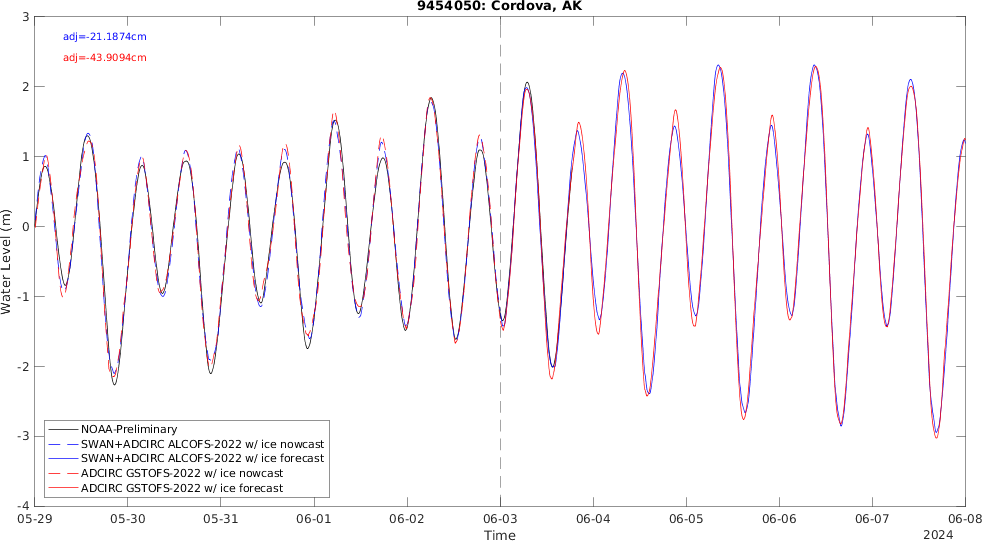 9454050: Cordova, AK
adj=-21.1874cm
adj=-43.9094cm
3
2
1
0
-1
-2
-3
-4
Water Level (m)
NOAA-Preliminary
SWAN+ADCIRC ALCOFS-2022 w/ ice nowcast
SWAN+ADCIRC ALCOFS-2022 w/ ice forecast
ADCIRC GSTOFS-2022 w/ ice nowcast
ADCIRC GSTOFS-2022 w/ ice forecast
05-29 05-30 05-31 06-01 06-02 06-03 06-04 06-05 06-06 06-07 06-08
Time
2024